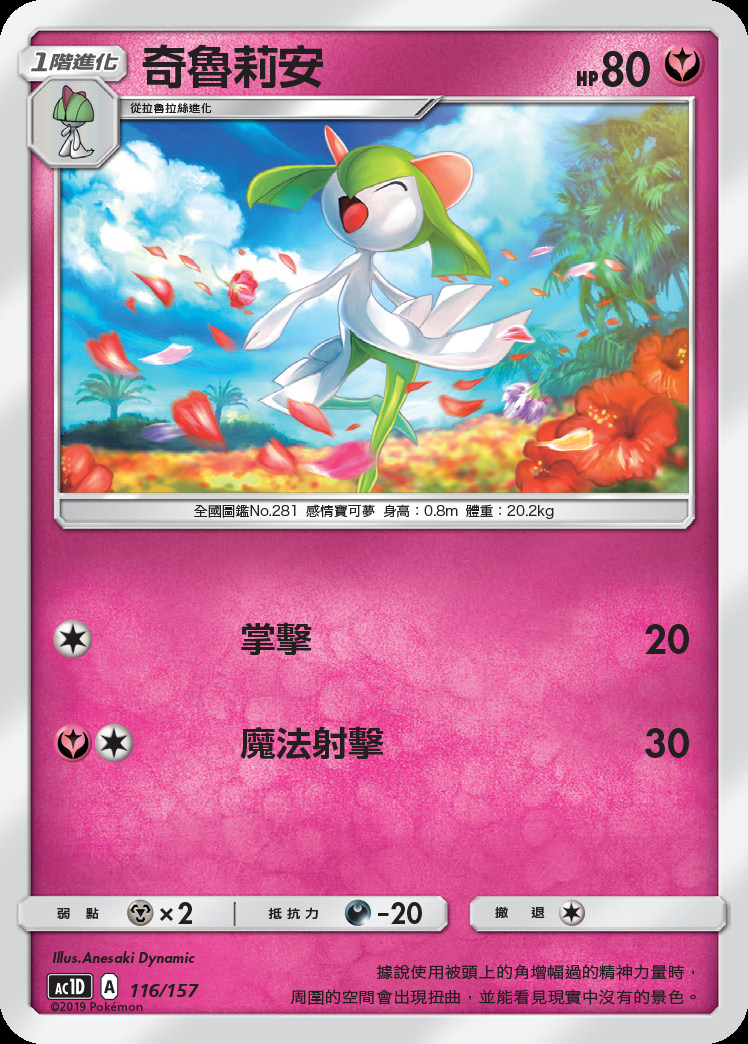 1階進化 奇魯莉安 HP 80
從拉魯拉絲進化
全國圖鑑No.281 感情寶可夢 身高：0.8m 體重：20.2kg
掌擊 20
魔法射擊 30
弱點 ×2 抵抗力 -20 撤退
Illus.Anesaki Dynamic
據說使用被頭上的角增幅過的精神力量時，
周圍的空間會出現扭曲，並能看見現實中沒有的景色。
AC1D A 116/157
©2019 Pokémon